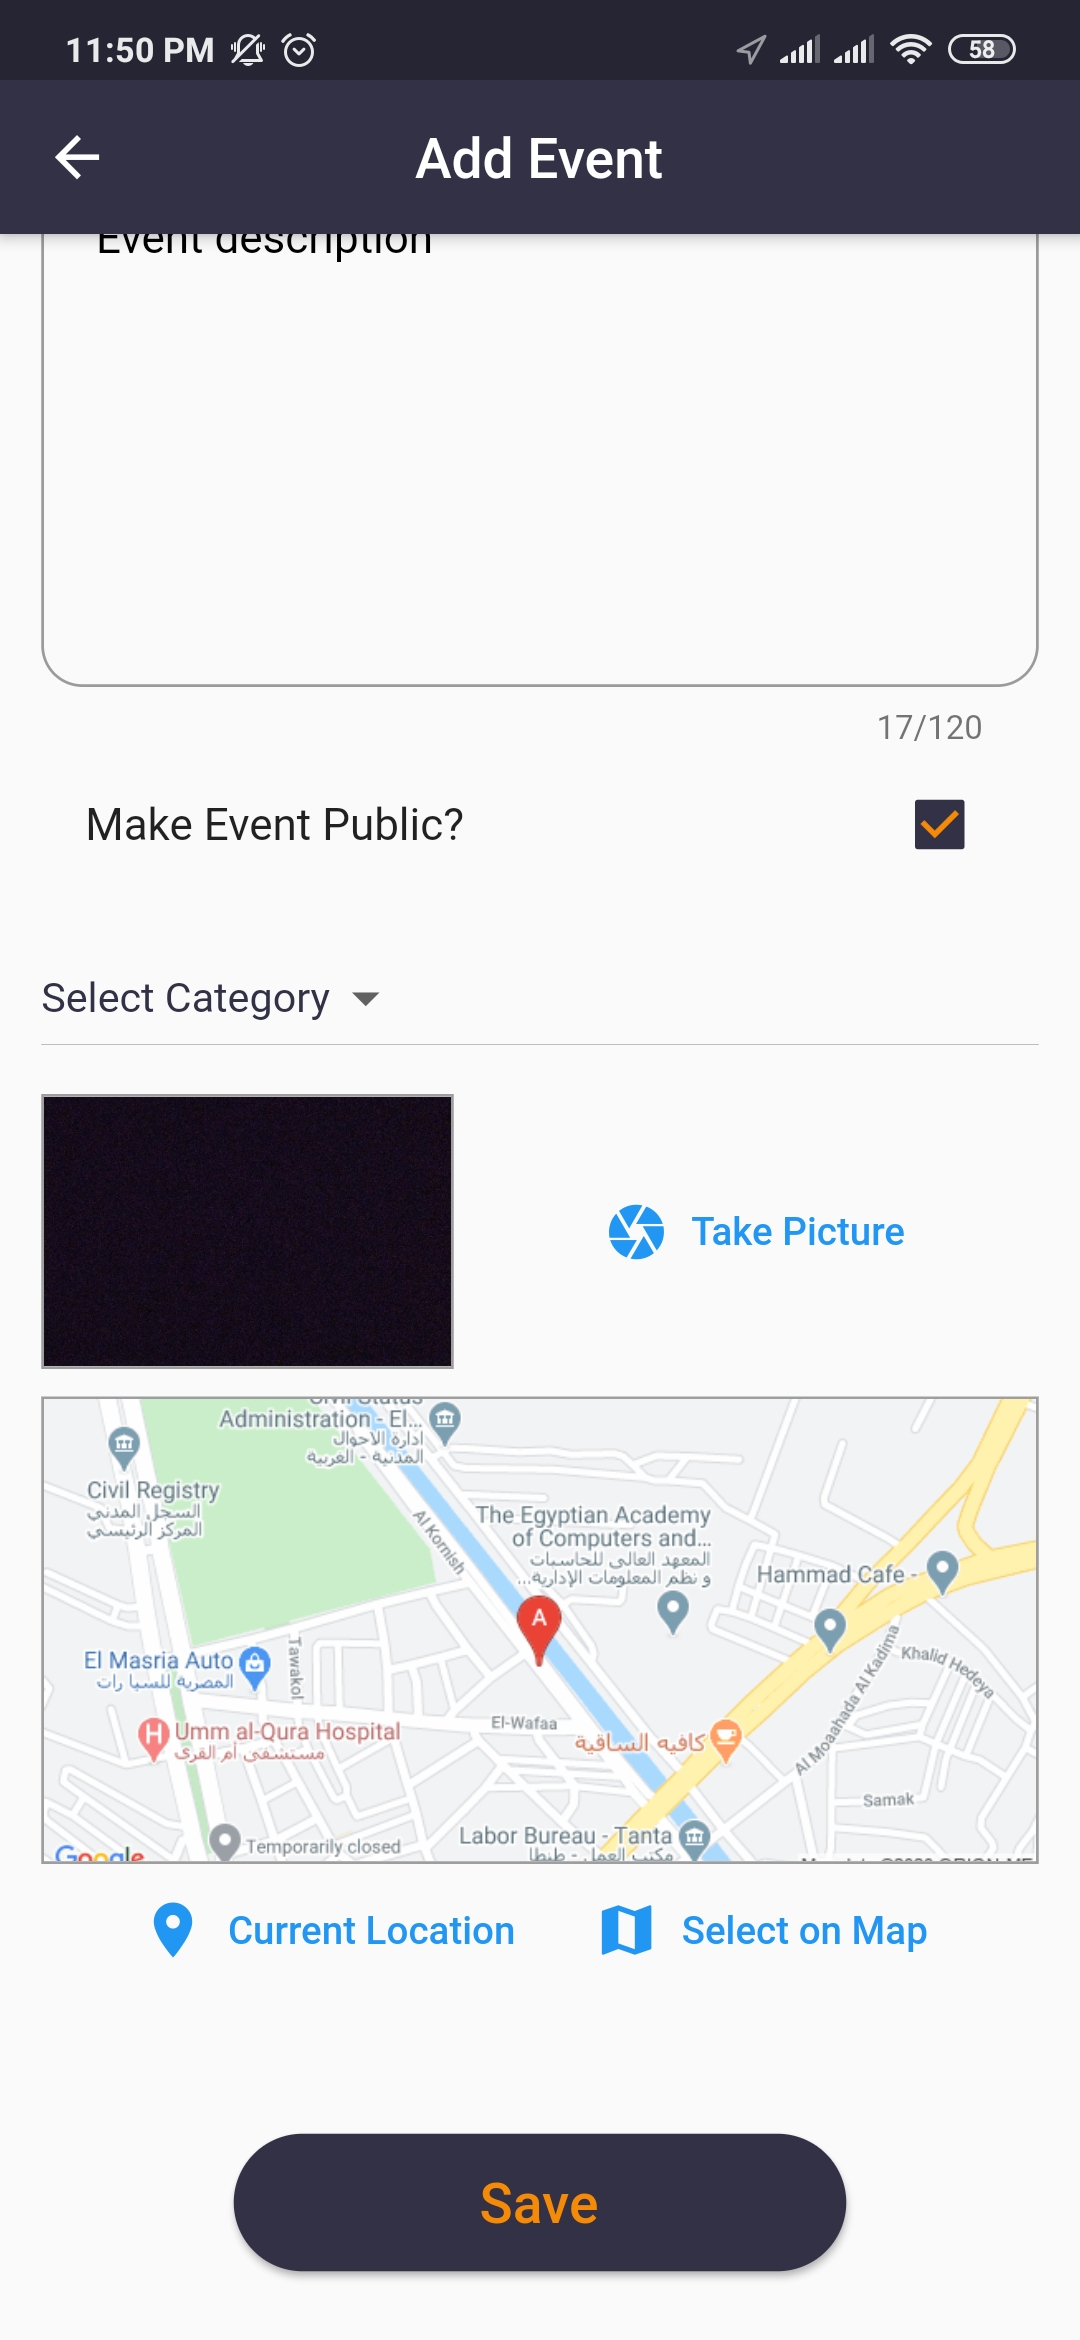 11:50 PM
58
Add Event
Event description
17/120
Make Event Public?
Select Category
Take Picture
Civil Status
Administration - El...
ادارة الاحوال
المدنية - الغربية
Civil Registry
السجل المدني
المركز الرئيسي
Al Kornish
The Egyptian Academy
of Computers and...
المعهد العالي للحاسبات
و نظم المعلومات الإدارية...
Hammad Cafe -
A
El Masria Auto
المصرية للسيا رات
Tawakol
Khalid Hedeya
Al Moaahada Al Kadima
Umm al-Qura Hospital
مستشفى أم القرى
El-Wafaa
كافيه الساقية
Samak
Labor Bureau - Tanta
مكتب العمل - طنطا
Temporarily closed
Google
Current Location
Select on Map
Save